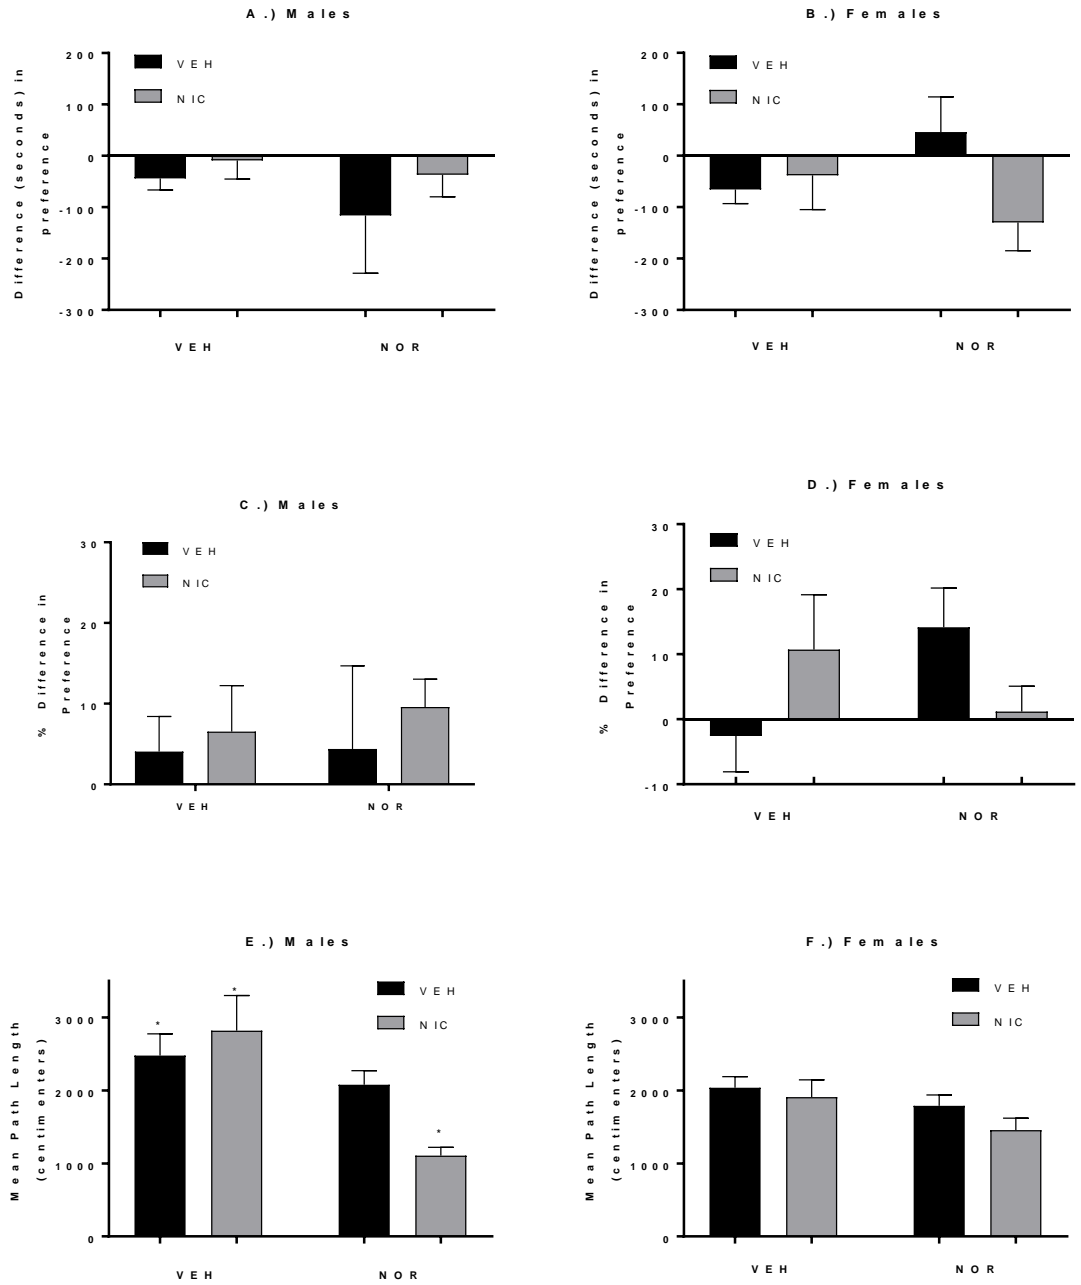 A.) Males
Difference (seconds) in
preference
200
100
0
-100
-200
-300
VEH
NIC
VEH
NOR
B.) Females
Difference (seconds) in
preference
200
100
0
-100
-200
-300
VEH
NIC
VEH
NOR
C.) Males
% Difference in
Preference
30
20
10
0
VEH
NIC
VEH
NOR
D.) Females
% Difference in
Preference
30
20
10
0
-10
VEH
NIC
VEH
NOR
E.) Males
Mean Path Length
(centimenters)
3000
2000
1000
0
*
*
*
VEH
NIC
VEH
NOR
F.) Females
Mean Path Length
(centimenters)
3000
2000
1000
0
VEH
NIC
VEH
NOR